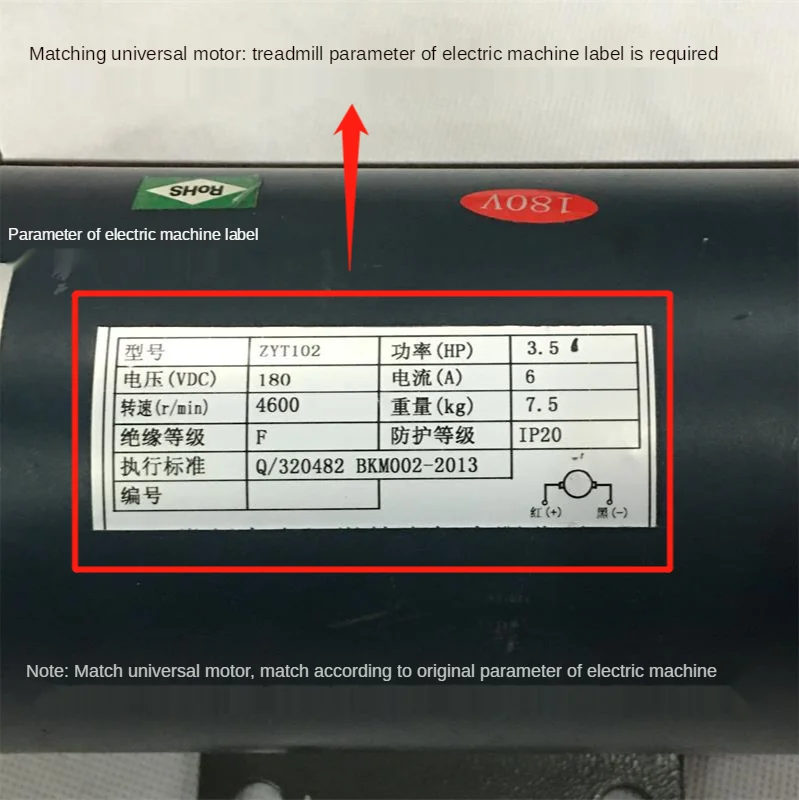 Matching universal motor: treadmill parameter of electric machine label is required
RoHS
180V
Parameter of electric machine label
型号 ZYT102 功率(HP) 3.5
电压(VDC) 180 电流(A) 6
转速(r/min) 4600 重量(kg) 7.5
绝缘等级 F 防护等级 IP20
执行标准 Q/320482 BKM002-2013
编号
红(+) 黑(-)
Note: Match universal motor, match according to original parameter of electric machine